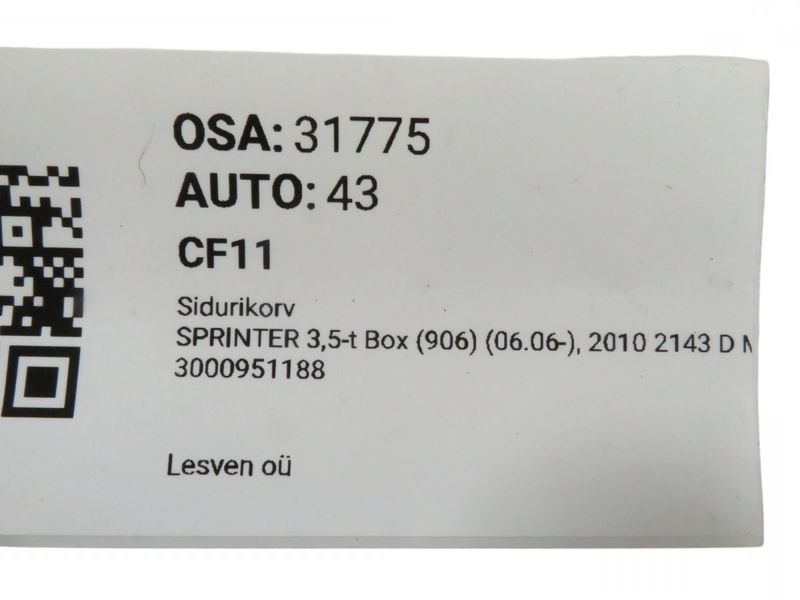 OSA: 31775
AUTO: 43
CF11
Sidurikorv
SPRINTER 3,5-t Box (906) (06.06-), 2010 2143 D
3000951188
Lesven oü